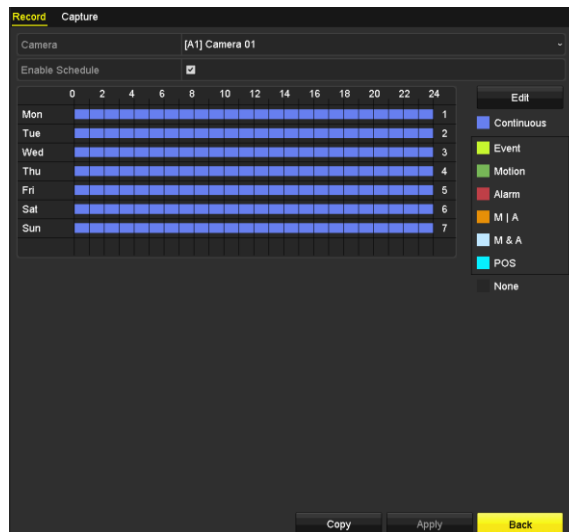 Record Capture
Camera [A1] Camera 01
Enable Schedule
0 2 4 6 8 10 12 14 16 18 20 22 24
Edit
Mon 1
Continuous
Tue 2
Wed 3
Event
Thu 4
Motion
Fri 5
Alarm
Sat 6
M | A
Sun 7
M & A
POS
None
Copy Apply Back